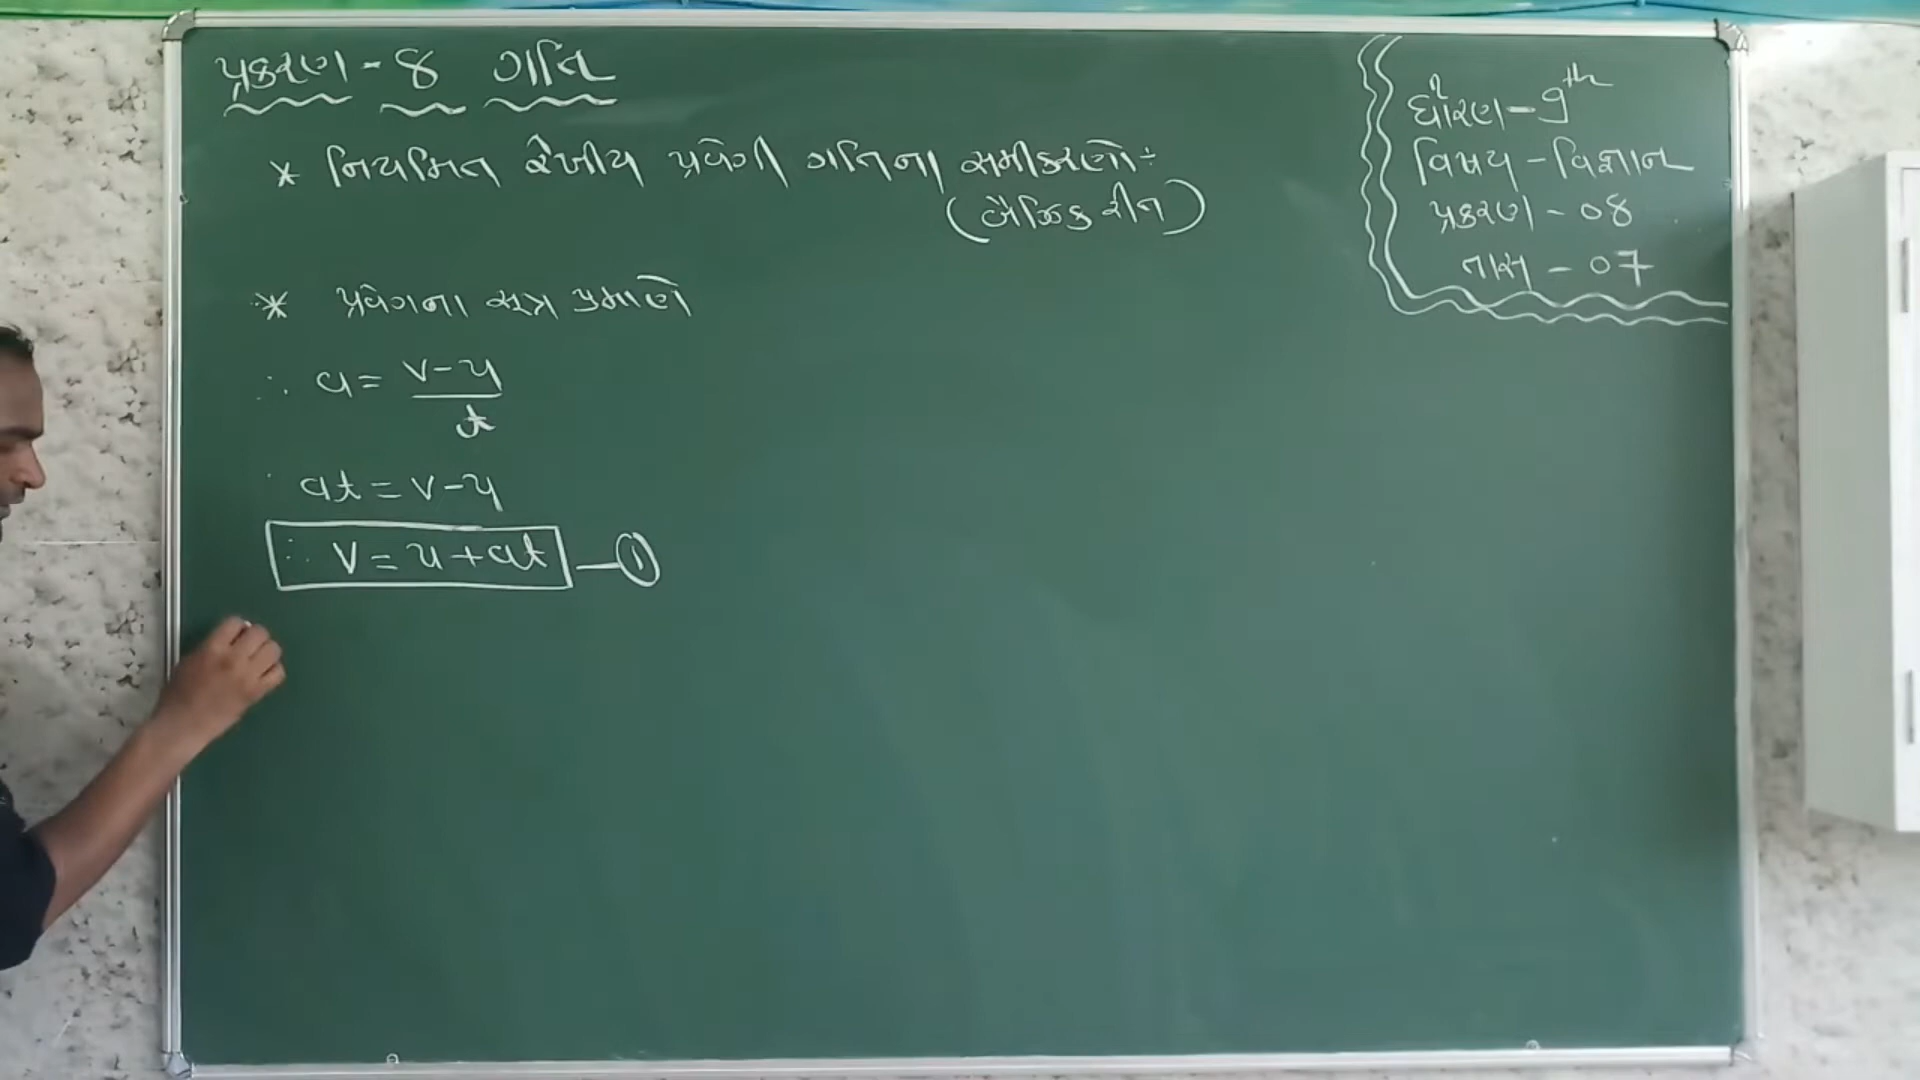 પ્રકરણ - 8 ગતિ
* નિયમિત રેખીય પ્રવેગી ગતિના સમીકરણો ÷
(બૈજિક રીત)
* પ્રવેગના સૂત્ર પ્રમાણે
∴ a = v-u / t
∴ at = v-u
∴ v = u+at —①
ધોરણ - 9th
વિષય - વિજ્ઞાન
પ્રકરણ - 08
તાસ - 07